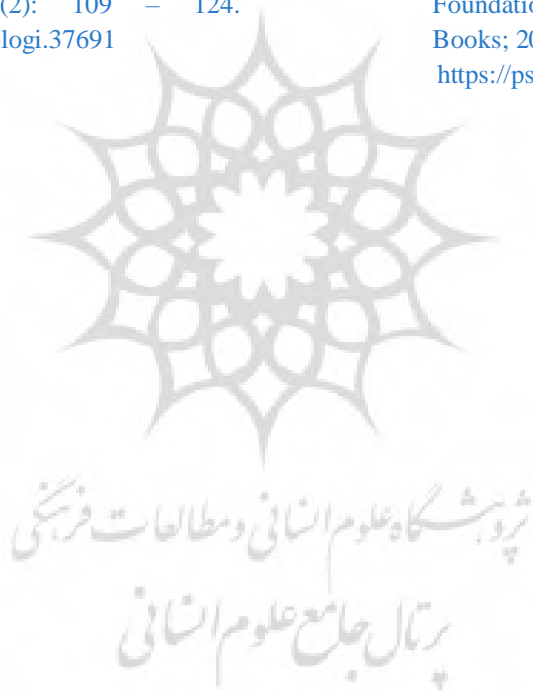 (2): 109 – 124.
logi.37691
Foundatio
Books; 20
https://ps
پژوهشگاه علوم انسانی و مطالعات فرهنگی
پرتال جامع علوم انسانی